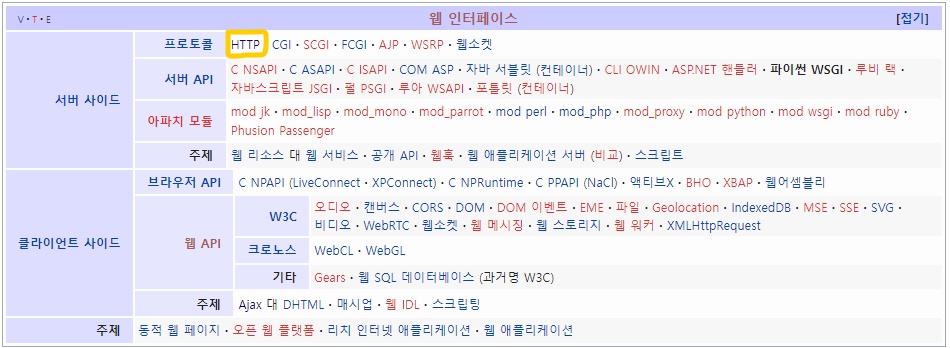 V · T · E 웹 인터페이스 [접기]
서버 사이드
프로토콜 HTTP CGI · SCGI · FCGI · AJP · WSRP · 웹소켓
서버 API C NSAPI · C ASAPI · C ISAPI · COM ASP · 자바 서블릿 (컨테이너) · CLI OWIN · ASP.NET 핸들러 · 파이썬 WSGI · 루비 랙 ·
자바스크립트 JSGI · 펄 PSGI · 루아 WSAPI · 포틀릿 (컨테이너)
아파치 모듈 mod jk · mod_lisp · mod_mono · mod_parrot · mod perl · mod_php · mod_proxy · mod python · mod wsgi · mod ruby ·
Phusion Passenger
주제 웹 리소스 대 웹 서비스 · 공개 API · 웹훅 · 웹 애플리케이션 서버 (비교) · 스크립트
클라이언트 사이드
브라우저 API C NPAPI (LiveConnect · XPConnect) · C NPRuntime · C PPAPI (NaCl) · 액티브X · BHO · XBAP · 웹어셈블리
웹 API
W3C 오디오 · 캔버스 · CORS · DOM · DOM 이벤트 · EME · 파일 · Geolocation · IndexedDB · MSE · SSE · SVG ·
비디오 · WebRTC · 웹소켓 · 웹 메시징 · 웹 스토리지 · 웹 워커 · XMLHttpRequest
크로노스 WebCL · WebGL
기타 Gears · 웹 SQL 데이터베이스 (과거명 W3C)
주제 Ajax 대 DHTML · 매시업 · 웹 IDL · 스크립팅
주제 동적 웹 페이지 · 오픈 웹 플랫폼 · 리치 인터넷 애플리케이션 · 웹 애플리케이션